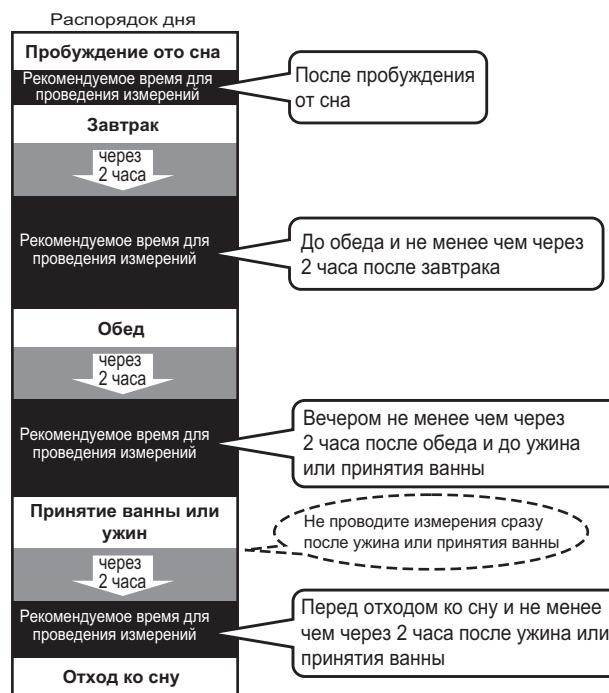 Распорядок дня
Пробуждение ото сна
Рекомендуемое время для
проведения измерений
После пробуждения
от сна
Завтрак
через
2 часа
Рекомендуемое время для
проведения измерений
До обеда и не менее чем через
2 часа после завтрака
Обед
через
2 часа
Рекомендуемое время для
проведения измерений
Вечером не менее чем через
2 часа после обеда и до ужина
или принятия ванны
Принятие ванны или
ужин
Не проводите измерения сразу
после ужина или принятия ванны
через
2 часа
Рекомендуемое время для
проведения измерений
Перед отходом ко сну и не менее
чем через 2 часа после ужина или
принятия ванны
Отход ко сну